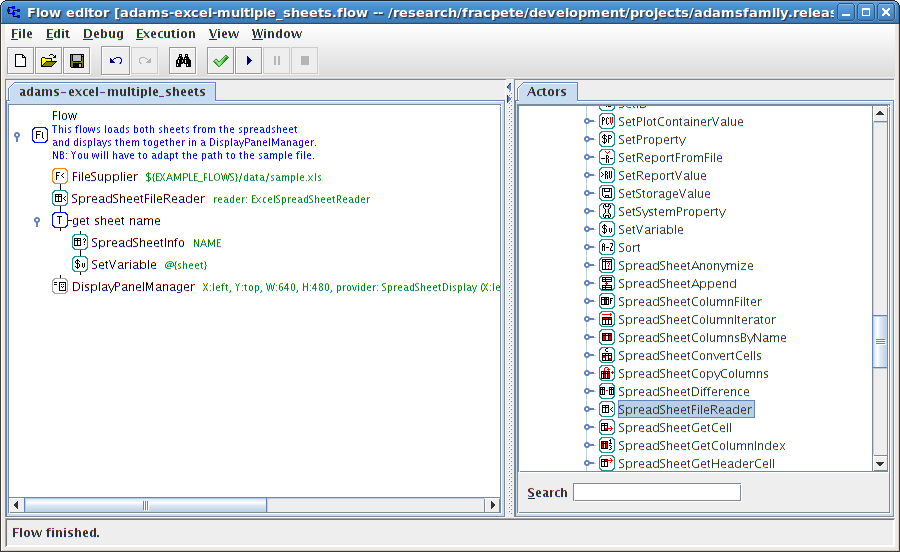 Flow editor [adams-excel-multiple_sheets.flow -- /research/fracpete/development/projects/adamsfamily.releas
File Edit Debug Execution View Window
adams-excel-multiple_sheets
Flow
This flows loads both sheets from the spreadsheet
and displays them together in a DisplayPanelManager.
NB: You will have to adapt the path to the sample file.
FileSupplier ${EXAMPLE_FLOWS}/data/sample.xls
SpreadSheetFileReader reader: ExcelSpreadSheetReader
get sheet name
SpreadSheetInfo NAME
SetVariable @{sheet}
DisplayPanelManager X:left, Y:top, W:640, H:480, provider: SpreadSheetDisplay (X:le
Actors
SetPlotContainerValue
SetProperty
SetReportFromFile
SetReportValue
SetStorageValue
SetSystemProperty
SetVariable
Sort
SpreadSheetAnonymize
SpreadSheetAppend
SpreadSheetColumnFilter
SpreadSheetColumnIterator
SpreadSheetColumnsByName
SpreadSheetConvertCells
SpreadSheetCopyColumns
SpreadSheetDifference
SpreadSheetFileReader
SpreadSheetGetCell
SpreadSheetGetColumnIndex
SpreadSheetGetHeaderCell
Search
Flow finished.